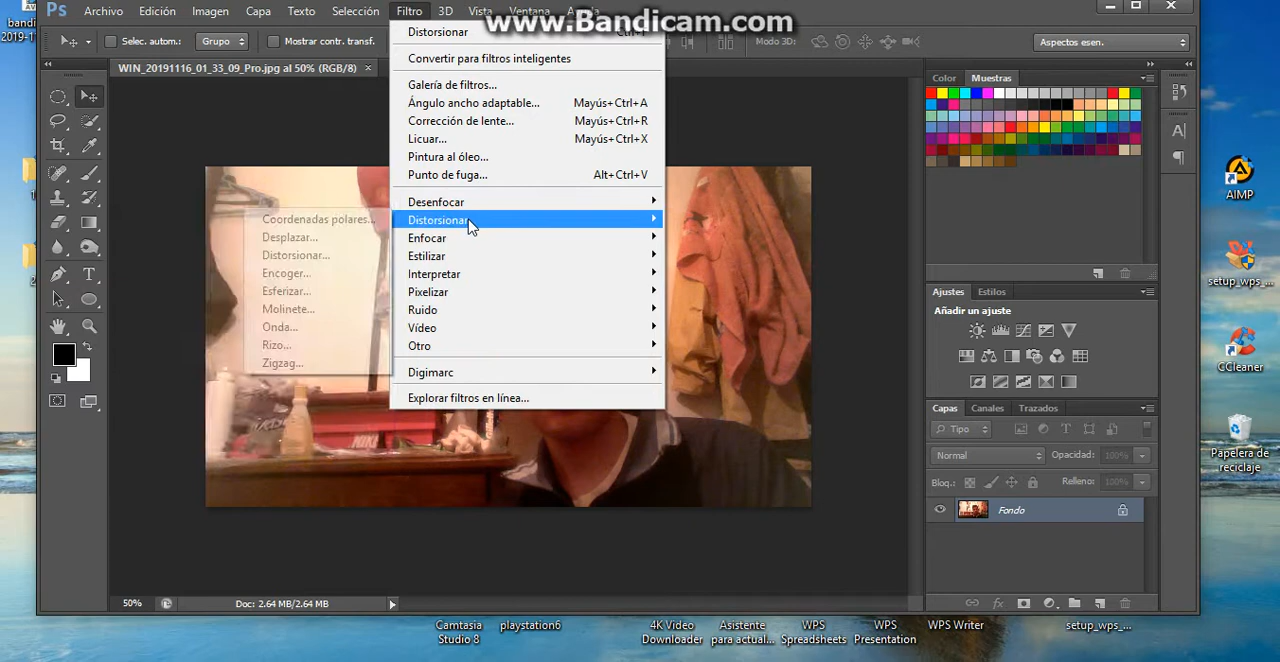 www.Bandicam.com
bandi
2019-1
Ps Archivo Edición Imagen Capa Texto Selección Filtro 3D Vista Ventana Ayuda
Selec. autom.: Grupo Mostrar contr. transf. Modo 3D: Aspectos esen.
WIN_20191116_01_33_09_Pro.jpg al 50% (RGB/8) ×
Distorsionar Ctrl+F
Convertir para filtros inteligentes
Galería de filtros...
Ángulo ancho adaptable... Mayús+Ctrl+A
Corrección de lente... Mayús+Ctrl+R
Licuar... Mayús+Ctrl+X
Pintura al óleo...
Punto de fuga... Alt+Ctrl+V
Desenfocar
Distorsionar
Enfocar
Estilizar
Interpretar
Pixelizar
Ruido
Vídeo
Otro
Digimarc
Explorar filtros en línea...
Coordenadas polares...
Desplazar...
Distorsionar...
Encoger...
Esferizar...
Molinete...
Onda...
Rizo...
Zigzag...
Color Muestras
Ajustes Estilos
Añadir un ajuste
Capas Canales Trazados
Tipo
Normal Opacidad: 100%
Bloq.: Relleno: 100%
Fondo
50% Doc: 2.64 MB/2.64 MB
AIMP
setup_wps_...
CCleaner
Papelera de
reciclaje
Camtasia
Studio 8
playstation6
4K Video
Downloader
Asistente
para actual...
WPS
Spreadsheets
WPS
Presentation
WPS Writer
setup_wps_...